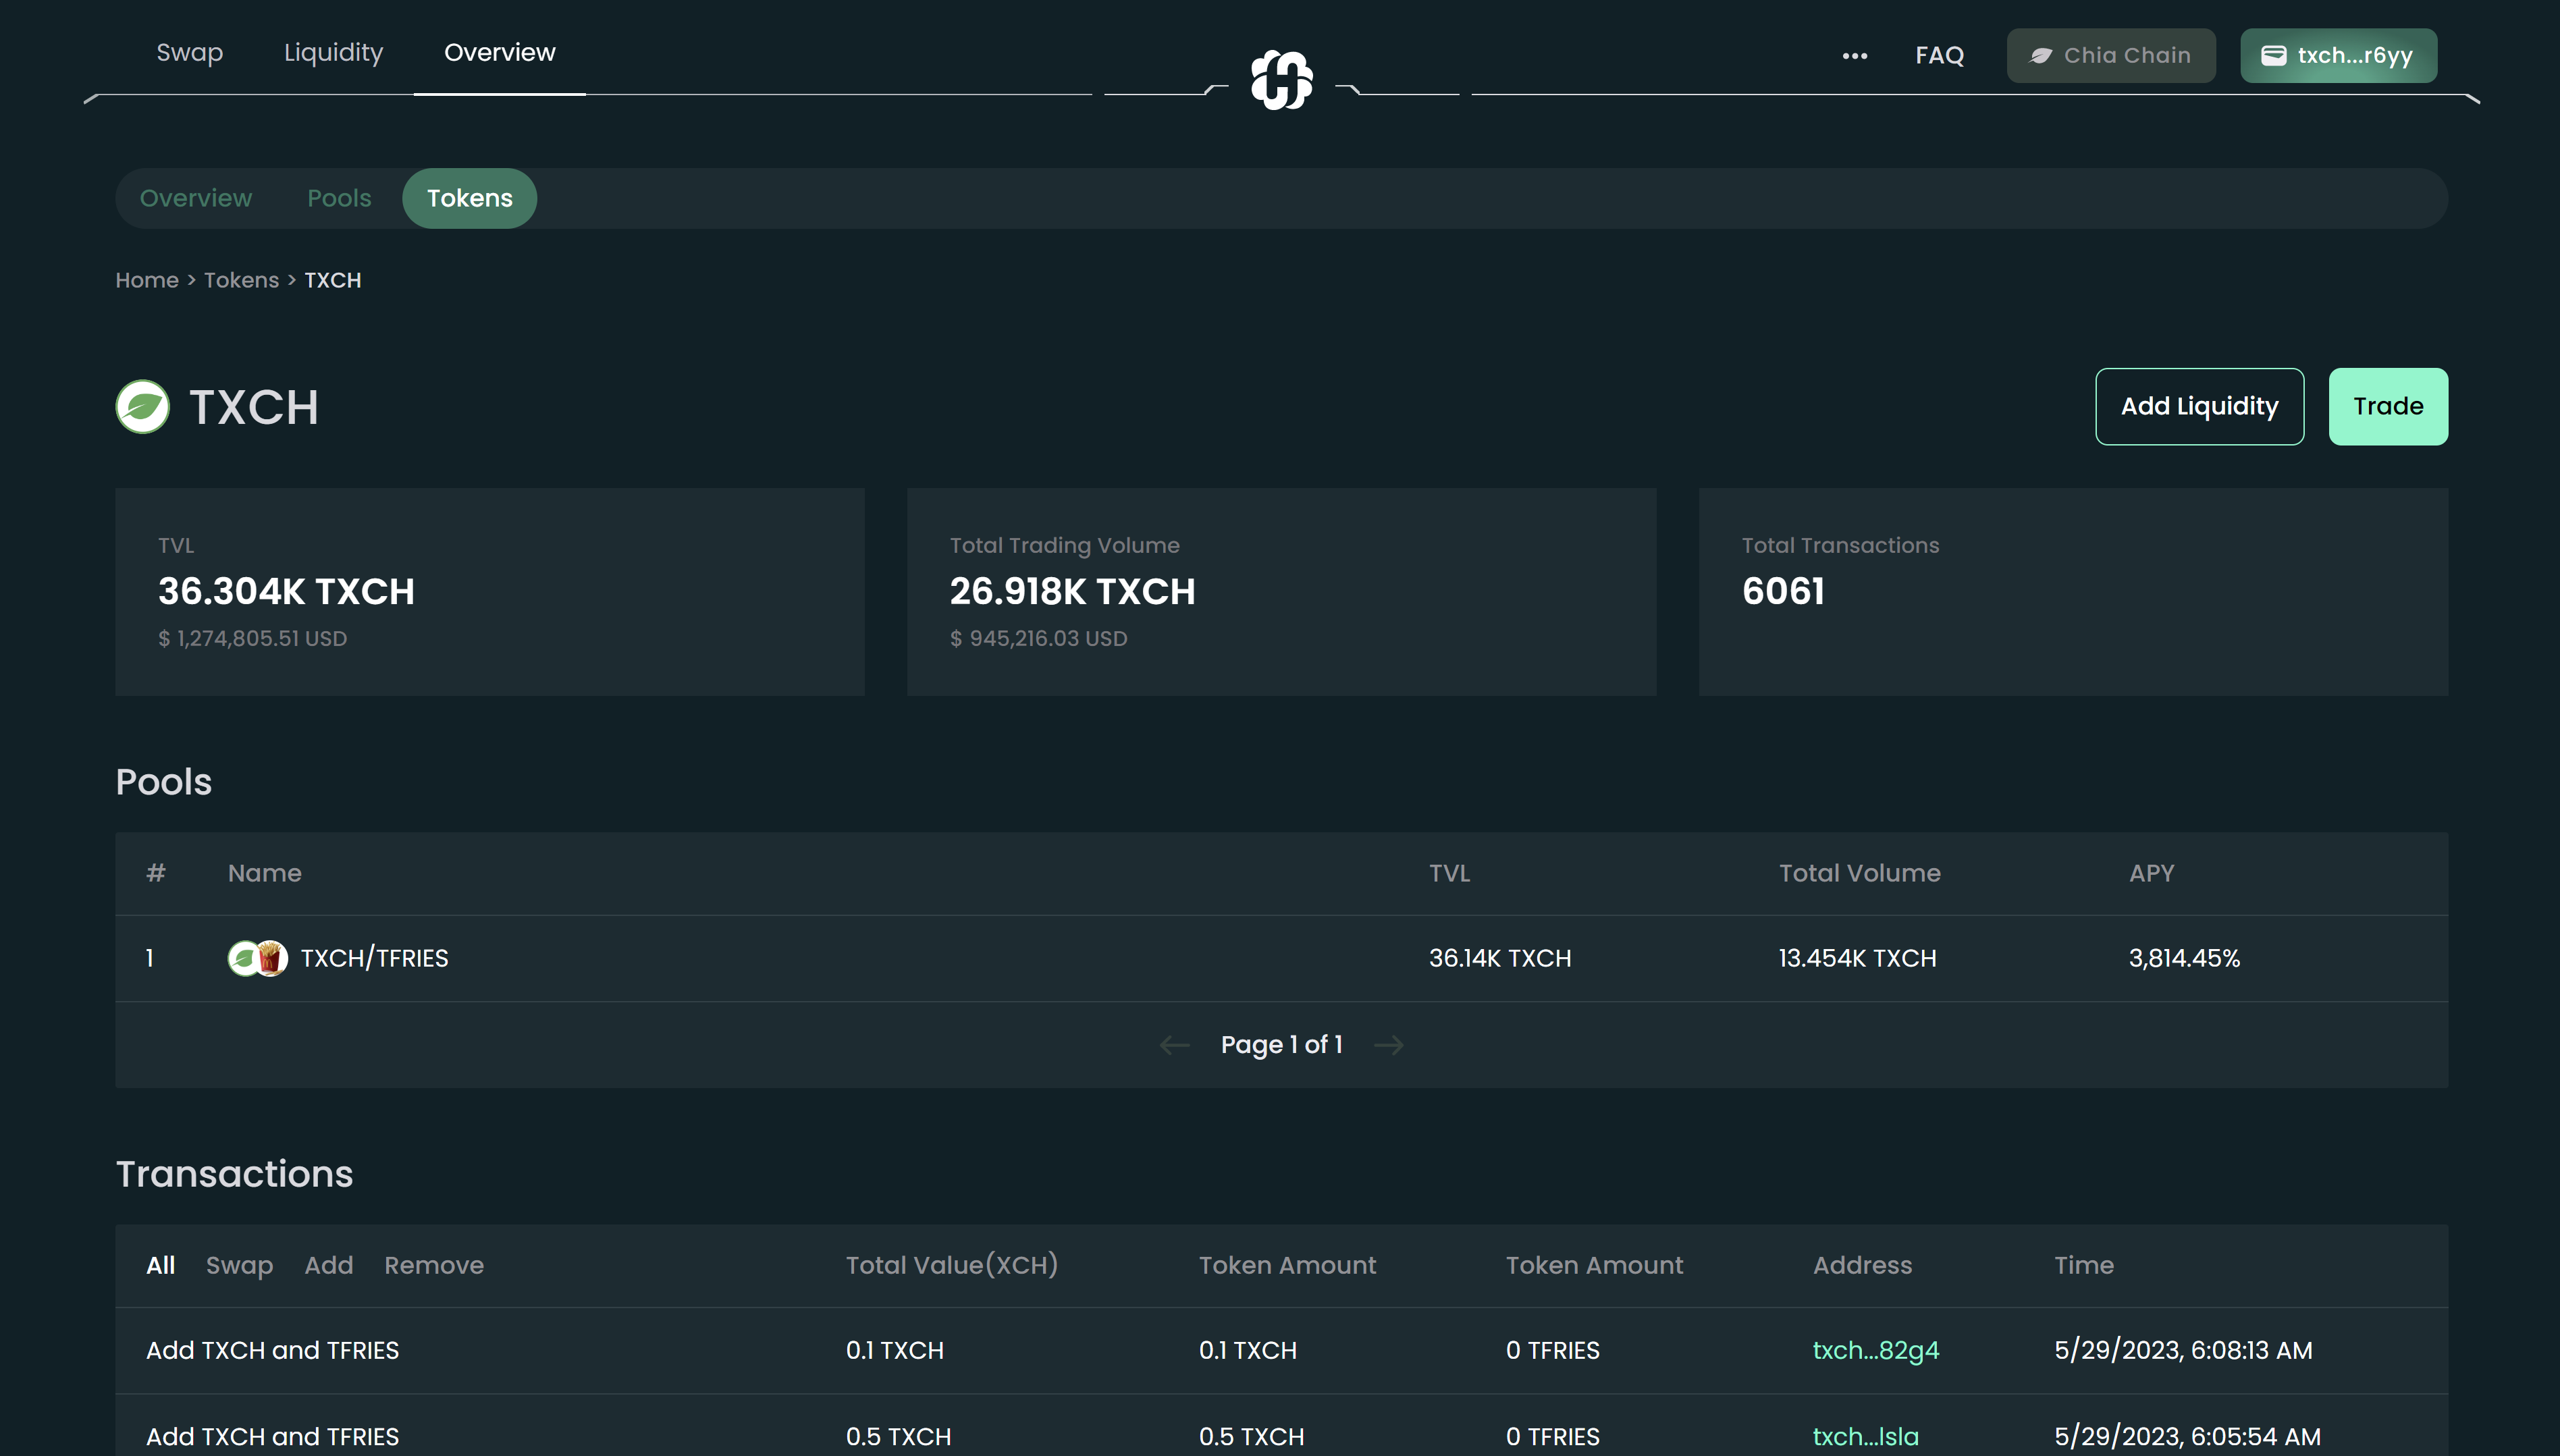 Swap Liquidity Overview ••• FAQ Chia Chain txch...r6yy
Overview Pools Tokens
Home > Tokens > TXCH
TXCH Add Liquidity Trade
TVL Total Trading Volume Total Transactions
36.304K TXCH 26.918K TXCH 6061
$ 1,274,805.51 USD $ 945,216.03 USD
Pools
# Name TVL Total Volume APY
1 TXCH/TFRIES 36.14K TXCH 13.454K TXCH 3,814.45%
Page 1 of 1
Transactions
All Swap Add Remove Total Value(XCH) Token Amount Token Amount Address Time
Add TXCH and TFRIES 0.1 TXCH 0.1 TXCH 0 TFRIES txch...82g4 5/29/2023, 6:08:13 AM
Add TXCH and TFRIES 0.5 TXCH 0.5 TXCH 0 TFRIES txch...lsla 5/29/2023, 6:05:54 AM